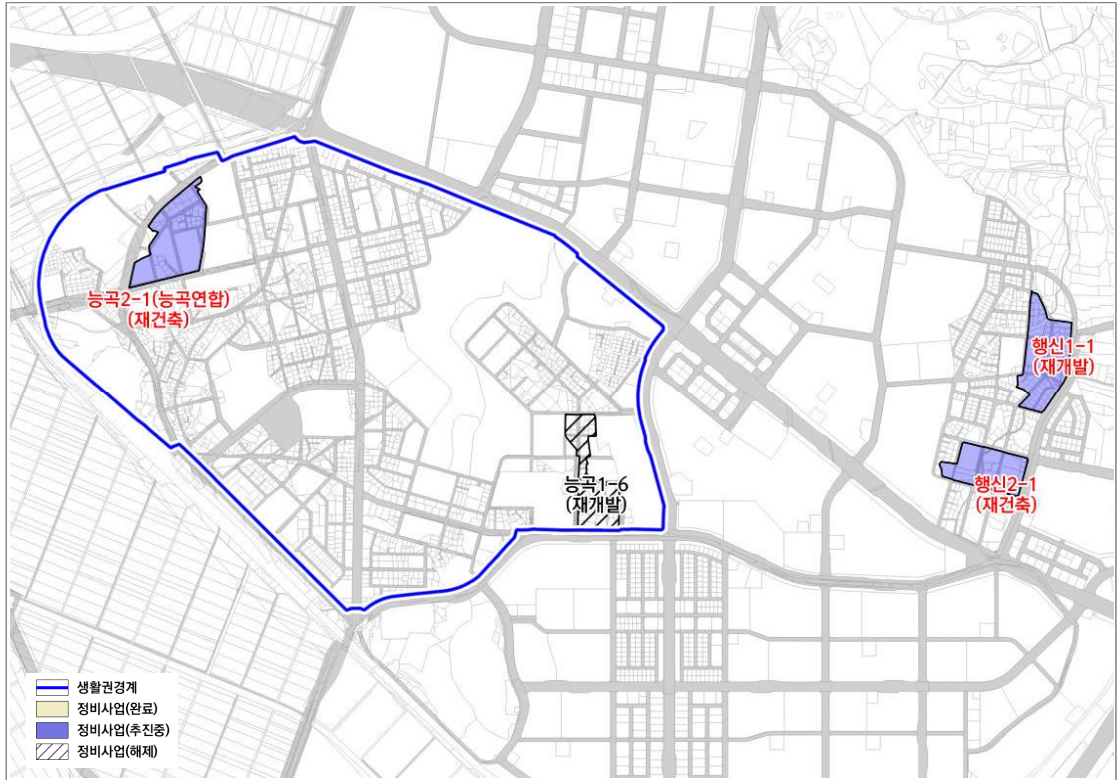 능곡2-1(능곡연합)
(재건축)
행신1-1
(재개발)
능곡1-6
(재개발)
행신2-1
(재건축)
생활권경계
정비사업(완료)
정비사업(추진중)
정비사업(해제)